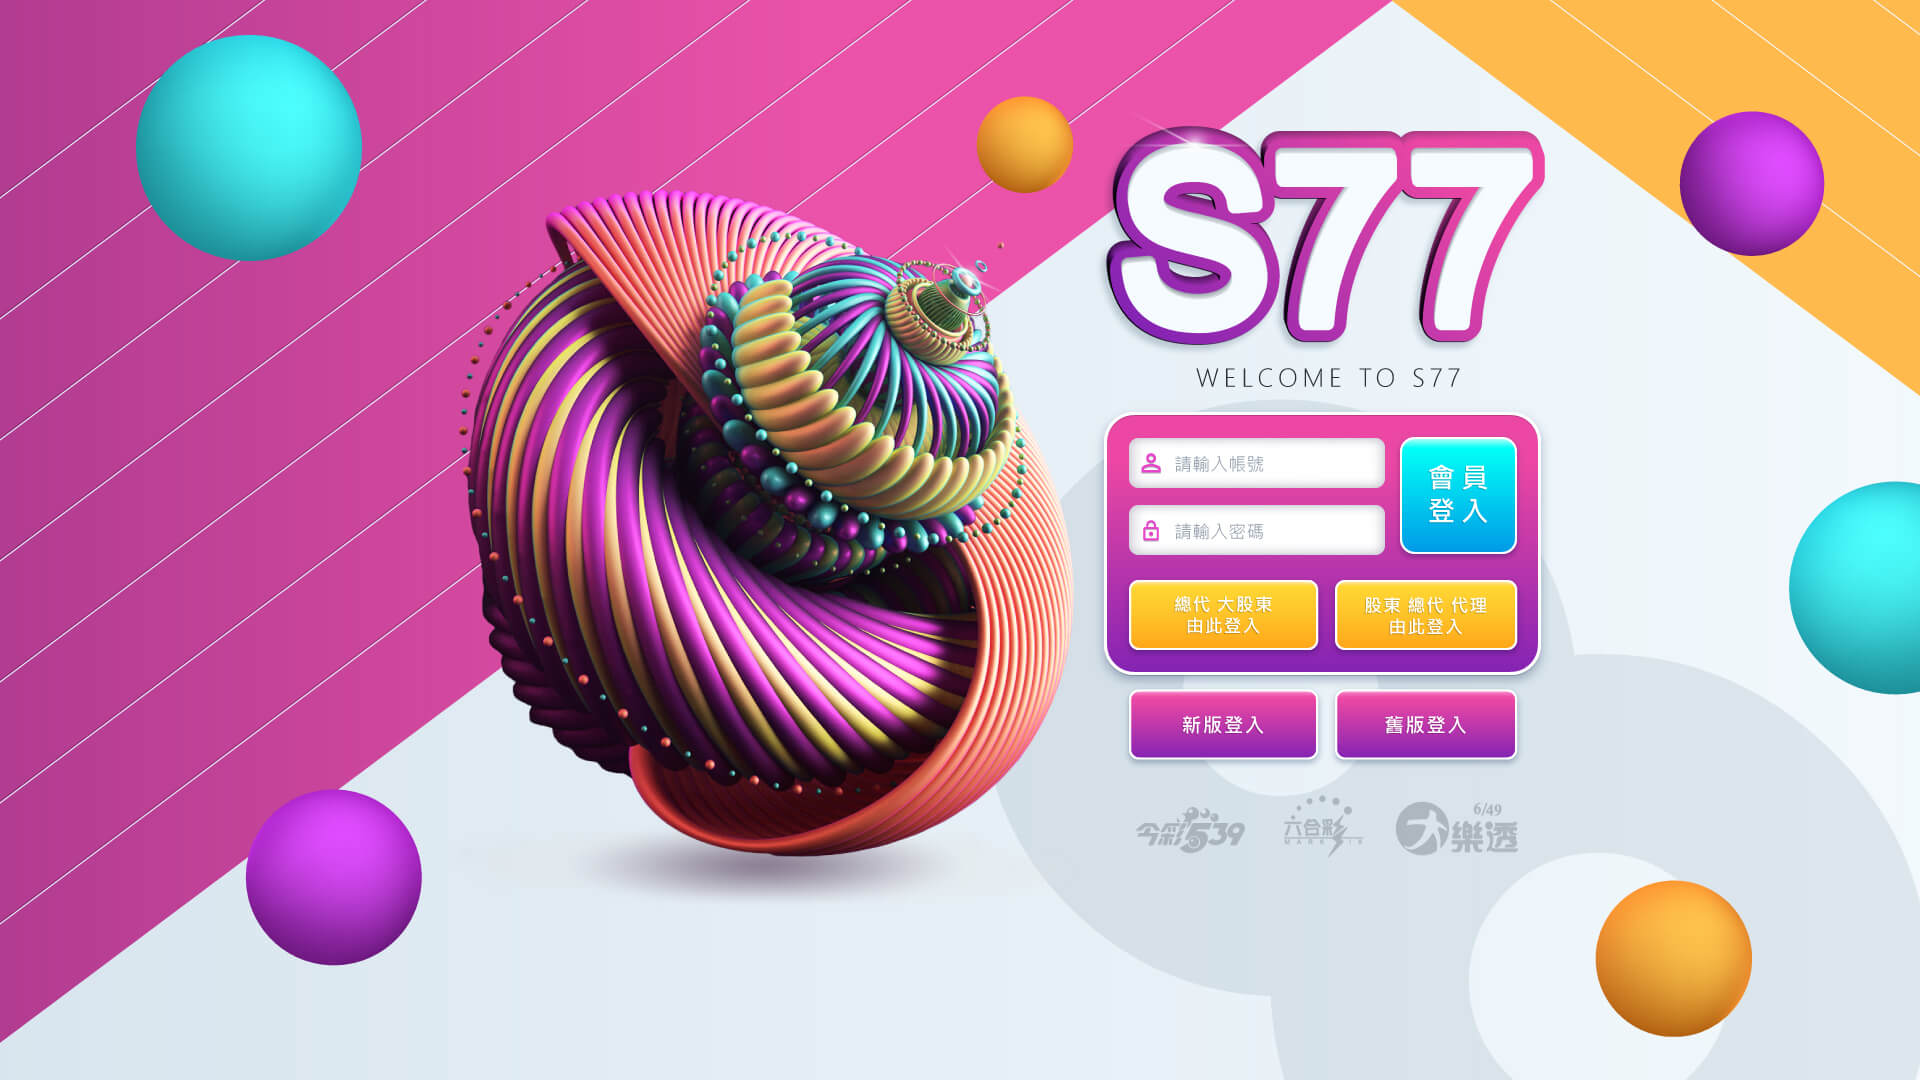 S77
WELCOME TO S77
請輸入帳號
請輸入密碼
會員
登入
總代 大股東
由此登入
股東 總代 代理
由此登入
新版登入
舊版登入
今彩539
六合彩
MARK SIX
6/49
大樂透